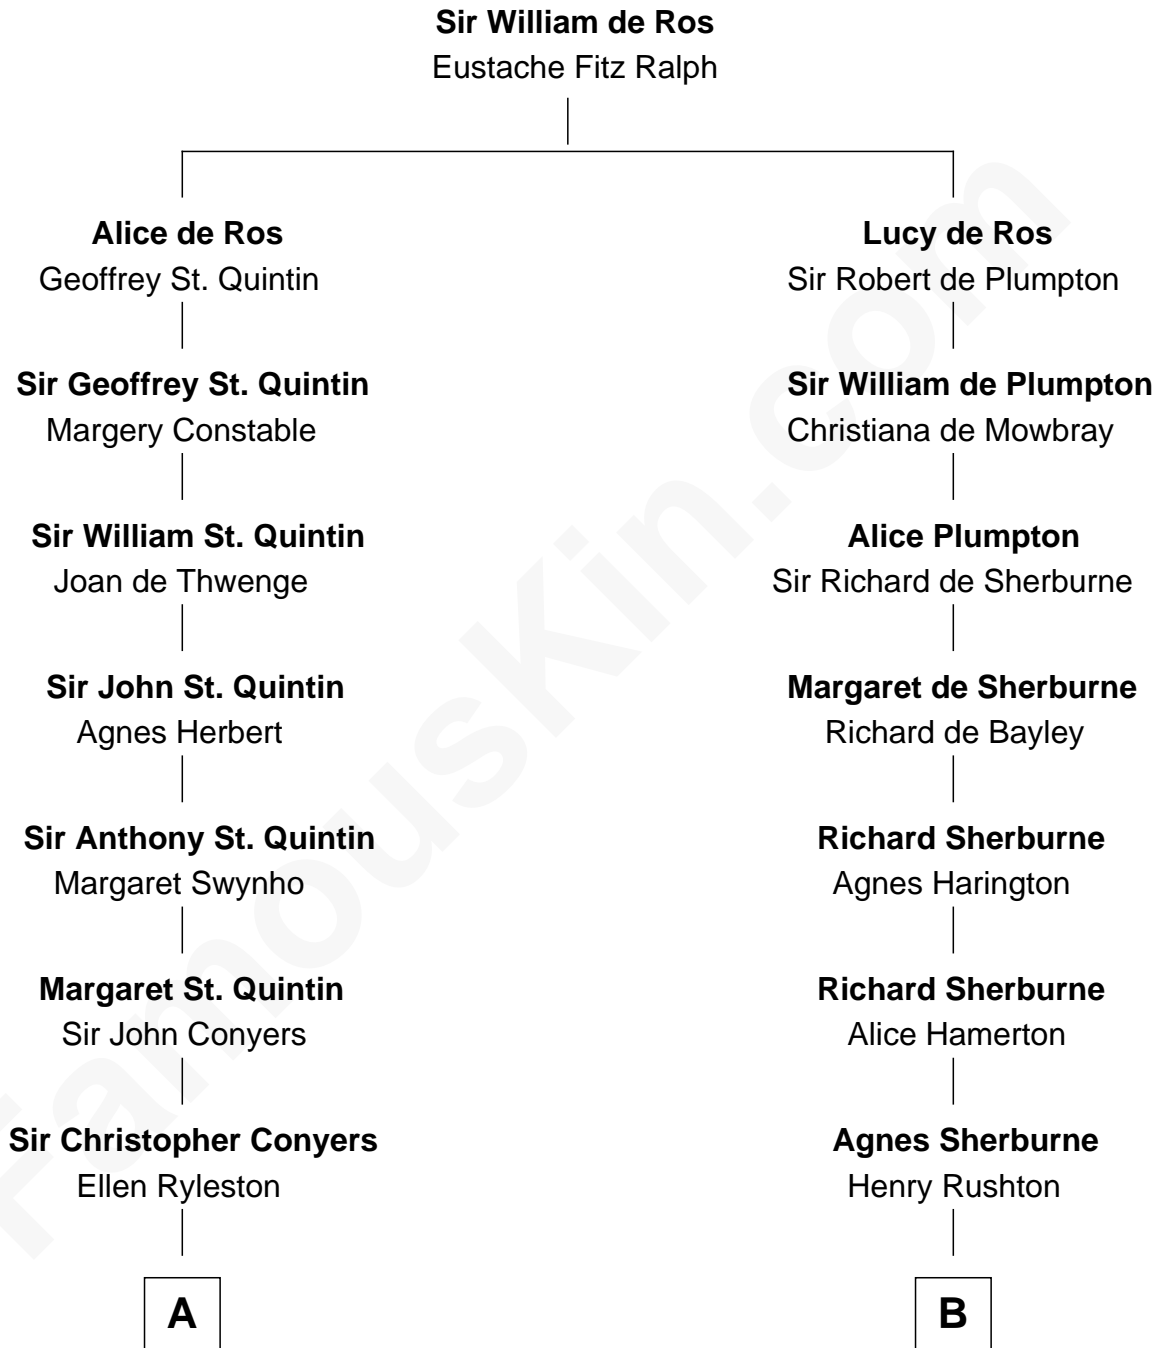 Sir William de Ros
Eustache Fitz Ralph
Alice de Ros
Geoffrey St. Quintin
Lucy de Ros
Sir Robert de Plumpton
Sir Geoffrey St. Quintin
Margery Constable
Sir William de Plumpton
Christiana de Mowbray
Sir William St. Quintin
Joan de Thwenge
Alice Plumpton
Sir Richard de Sherburne
Sir John St. Quintin
Agnes Herbert
Margaret de Sherburne
Richard de Bayley
Sir Anthony St. Quintin
Margaret Swynho
Richard Sherburne
Agnes Harington
Margaret St. Quintin
Sir John Conyers
Richard Sherburne
Alice Hamerton
Sir Christopher Conyers
Ellen Ryleston
Agnes Sherburne
Henry Rushton
A
B
FamousKin.com